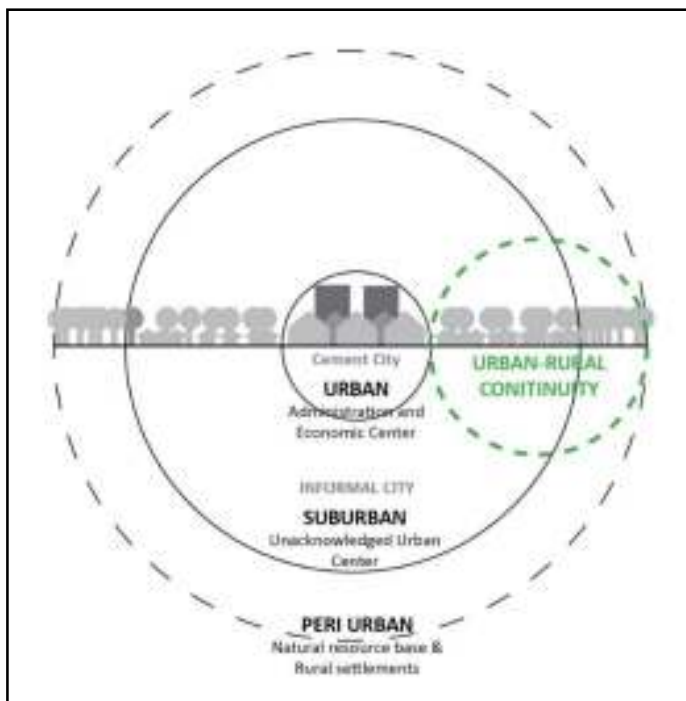 Cement City
URBAN
Administration and
Economic Center
URBAN-RURAL
CONITINUITY
INFORMAL CITY
SUBURBAN
Unacknowledged Urban
Center
PERI URBAN
Natural resource base &
Rural settlements